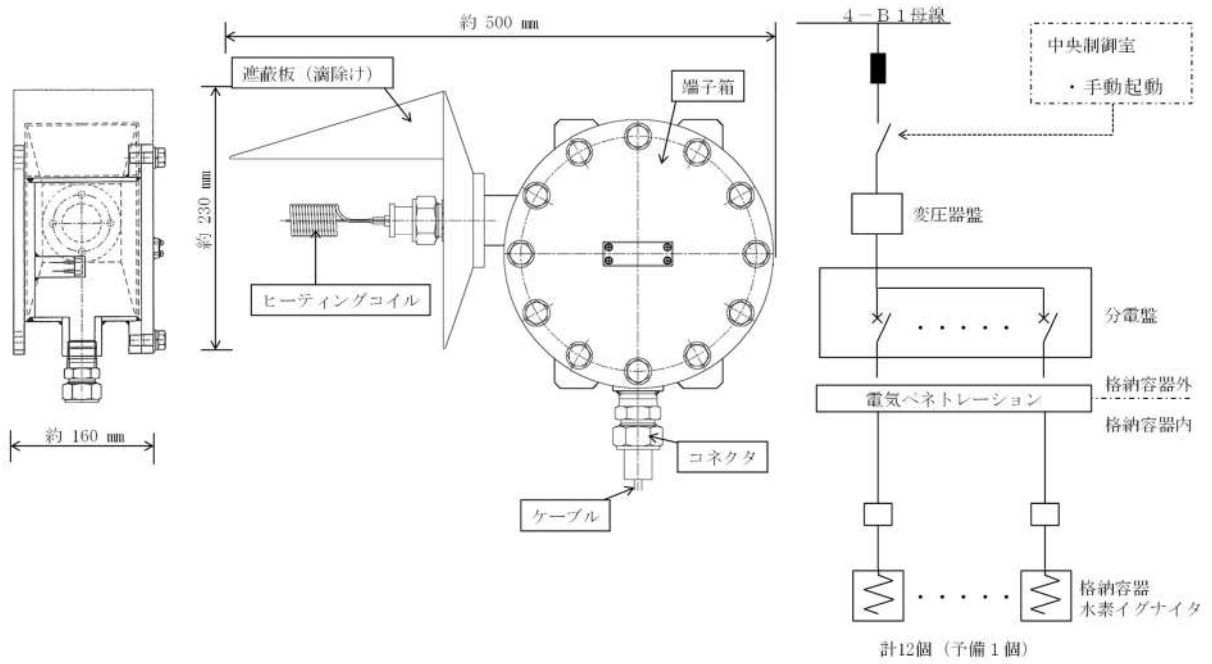 約 500 mm
遮蔽板（滴除け）
端子箱
約 230 mm
ヒーティングコイル
約 160 mm
コネクタ
ケーブル
４－Ｂ１母線
中央制御室
・手動起動
変圧器盤
分電盤
格納容器外
電気ペネトレーション
格納容器内
格納容器
水素イグナイタ
計12個（予備１個）